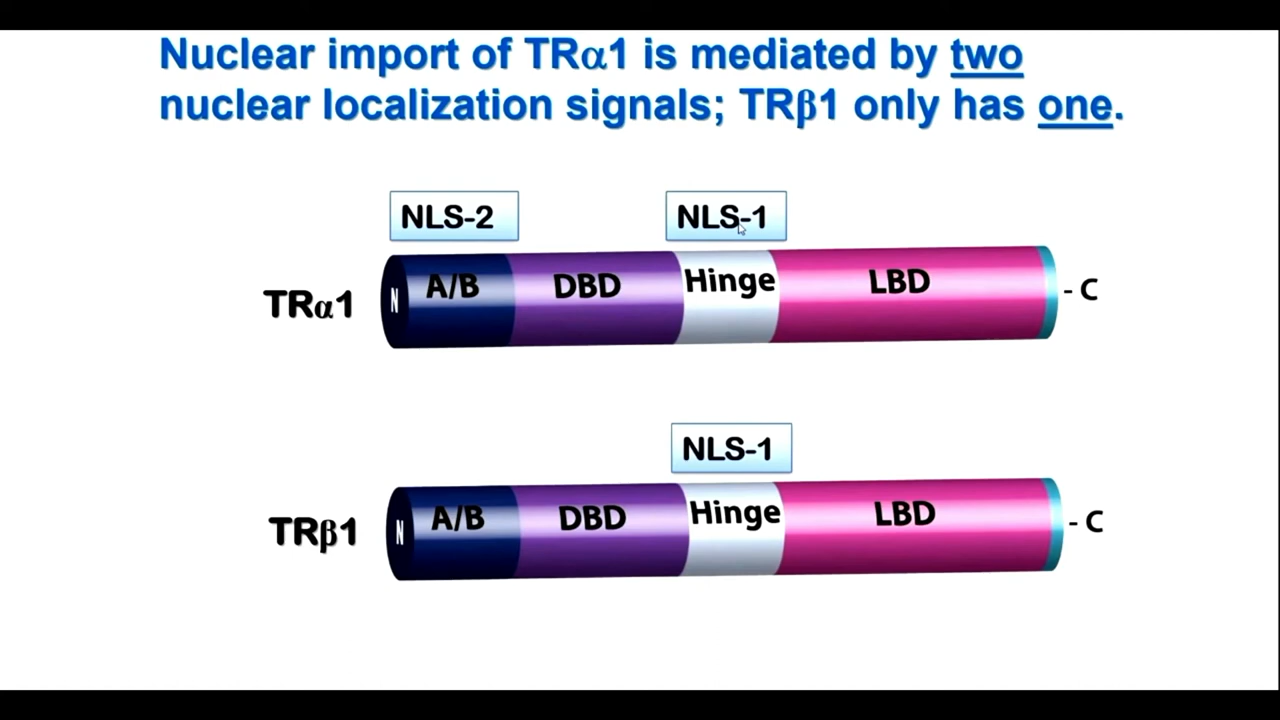 Nuclear import of TRα1 is mediated by two
nuclear localization signals; TRβ1 only has one.
NLS-2
NLS-1
TRα1
N
A/B
DBD
Hinge
LBD
- C
NLS-1
TRβ1
N
A/B
DBD
Hinge
LBD
- C